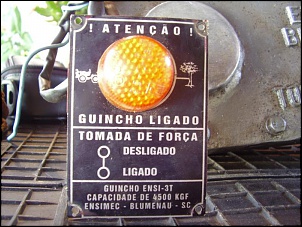 ! ATENÇÃO !
GUINCHO LIGADO
TOMADA DE FORÇA
DESLIGADO
LIGADO
GUINCHO ENSI-3T
CAPACIDADE DE 4500 KGF
ENSIMEC - BLUMENAU - SC